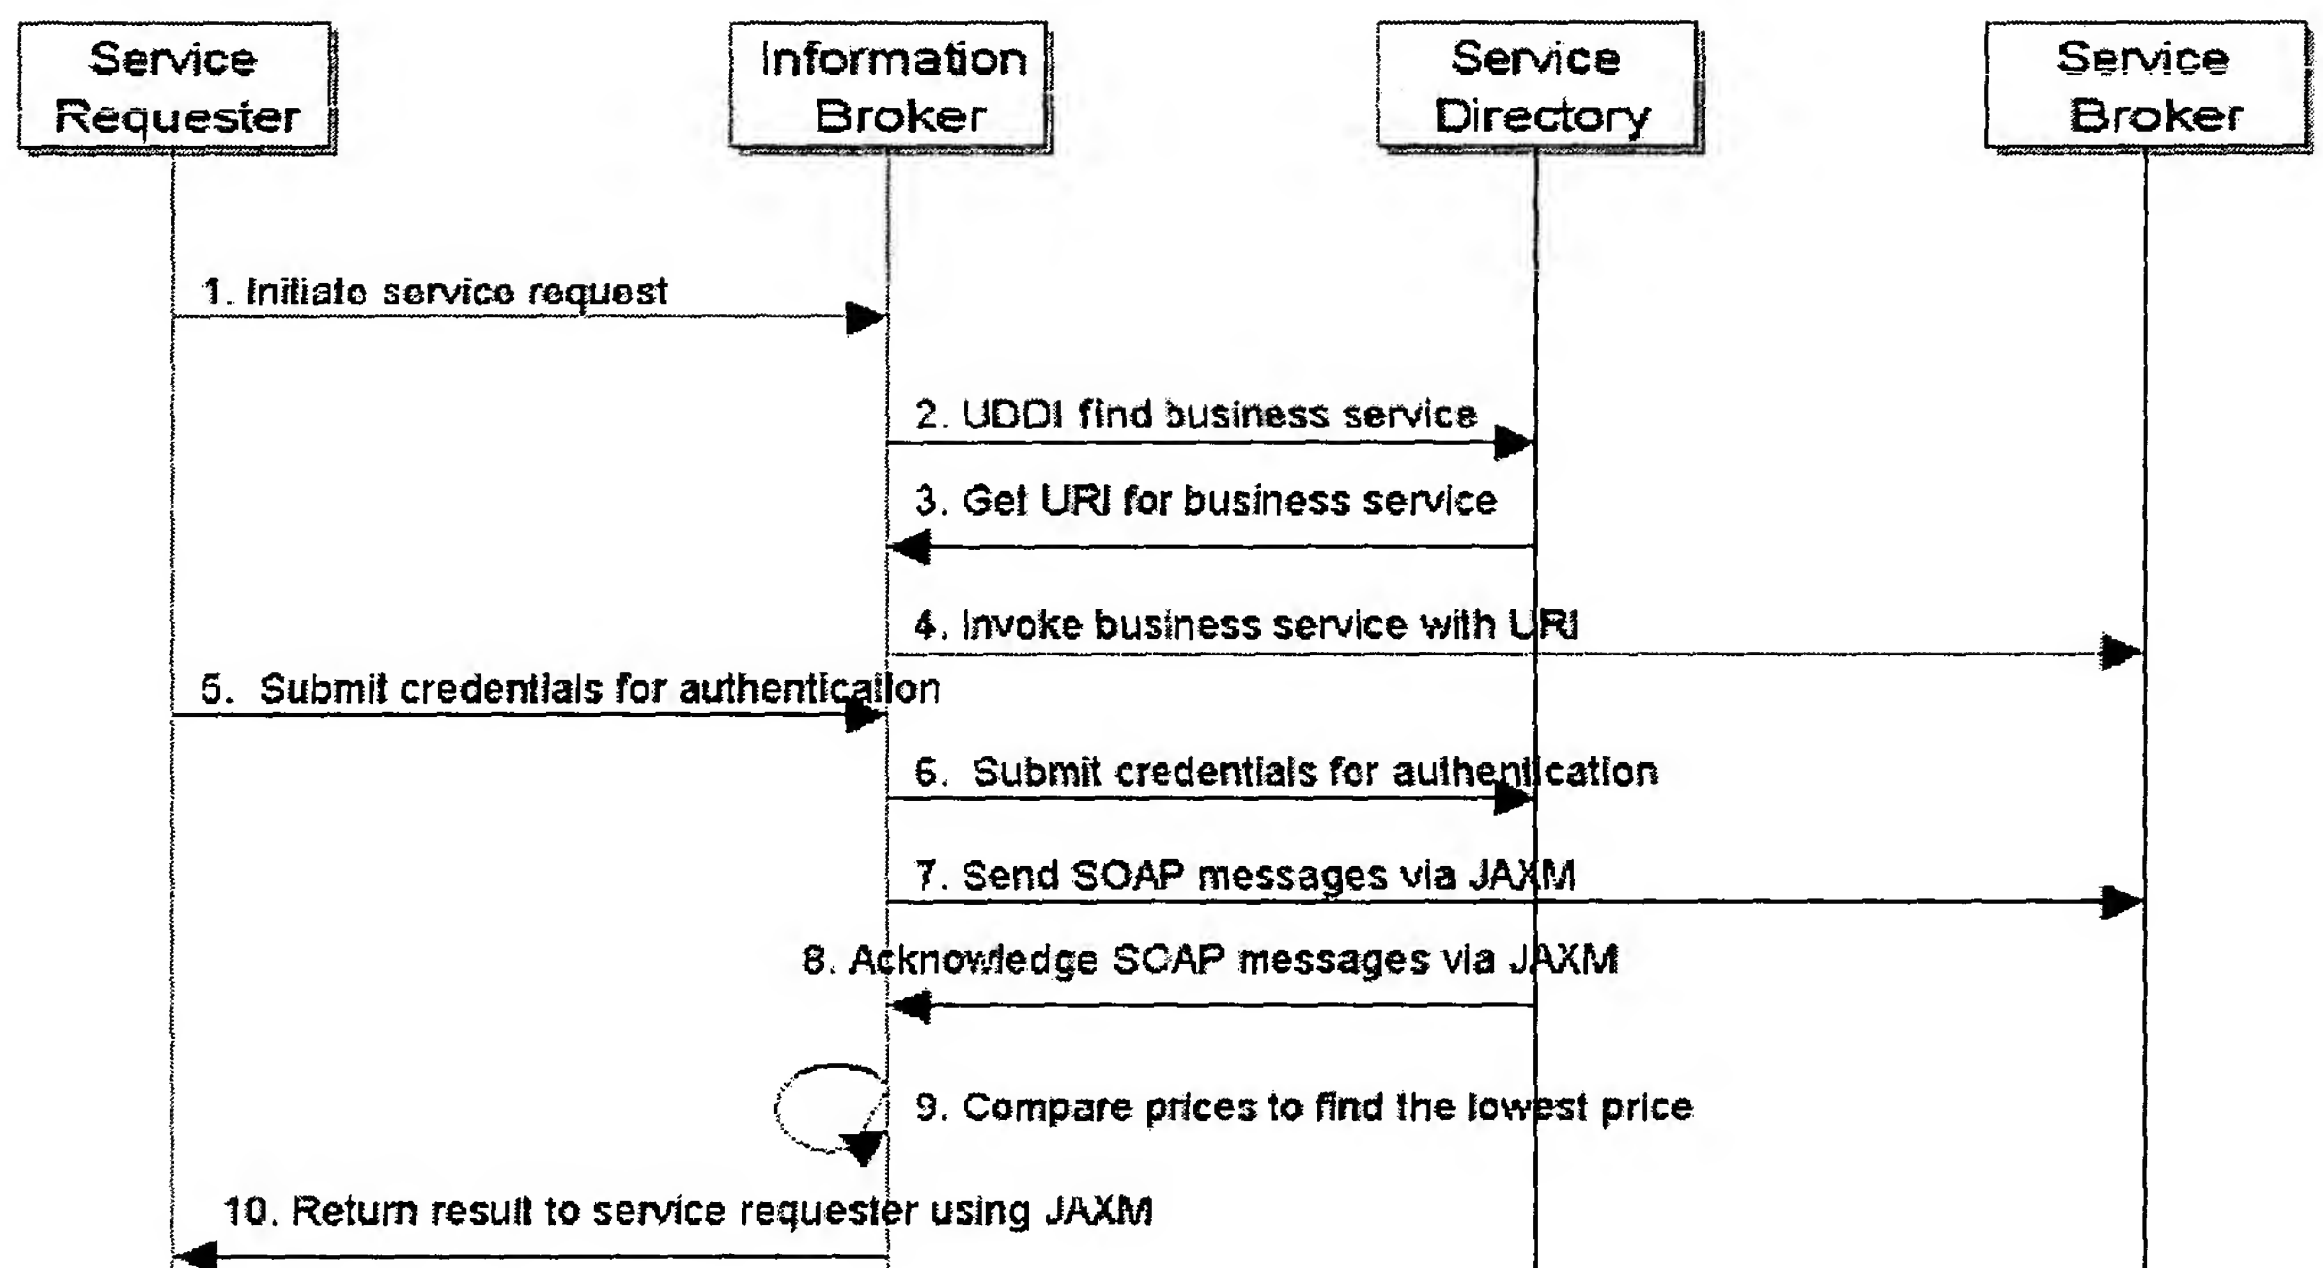 Service
Requester
Information
Broker
Service
Directory
Service
Broker
1. Initiate service request
2. UDDI find business service
3. Get URI for business service
4. Invoke business service with URI
5. Submit credentials for authentication
6. Submit credentials for authentication
7. Send SOAP messages via JAXM
8. Acknowledge SOAP messages via JAXM
9. Compare prices to find the lowest price
10. Return result to service requester using JAXM